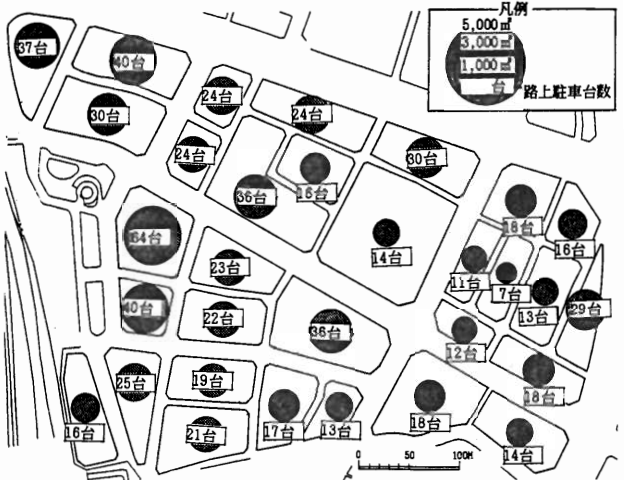 凡例
5,000㎡
3,000㎡
1,000㎡
台 路上駐車台数
37台
40台
30台
24台
24台
24台
30台
36台
16台
14台
18台
16台
64台
23台
11台
7台
13台
29台
40台
22台
36台
12台
18台
25台
19台
16台
21台
17台
13台
18台
14台
0 50 100M